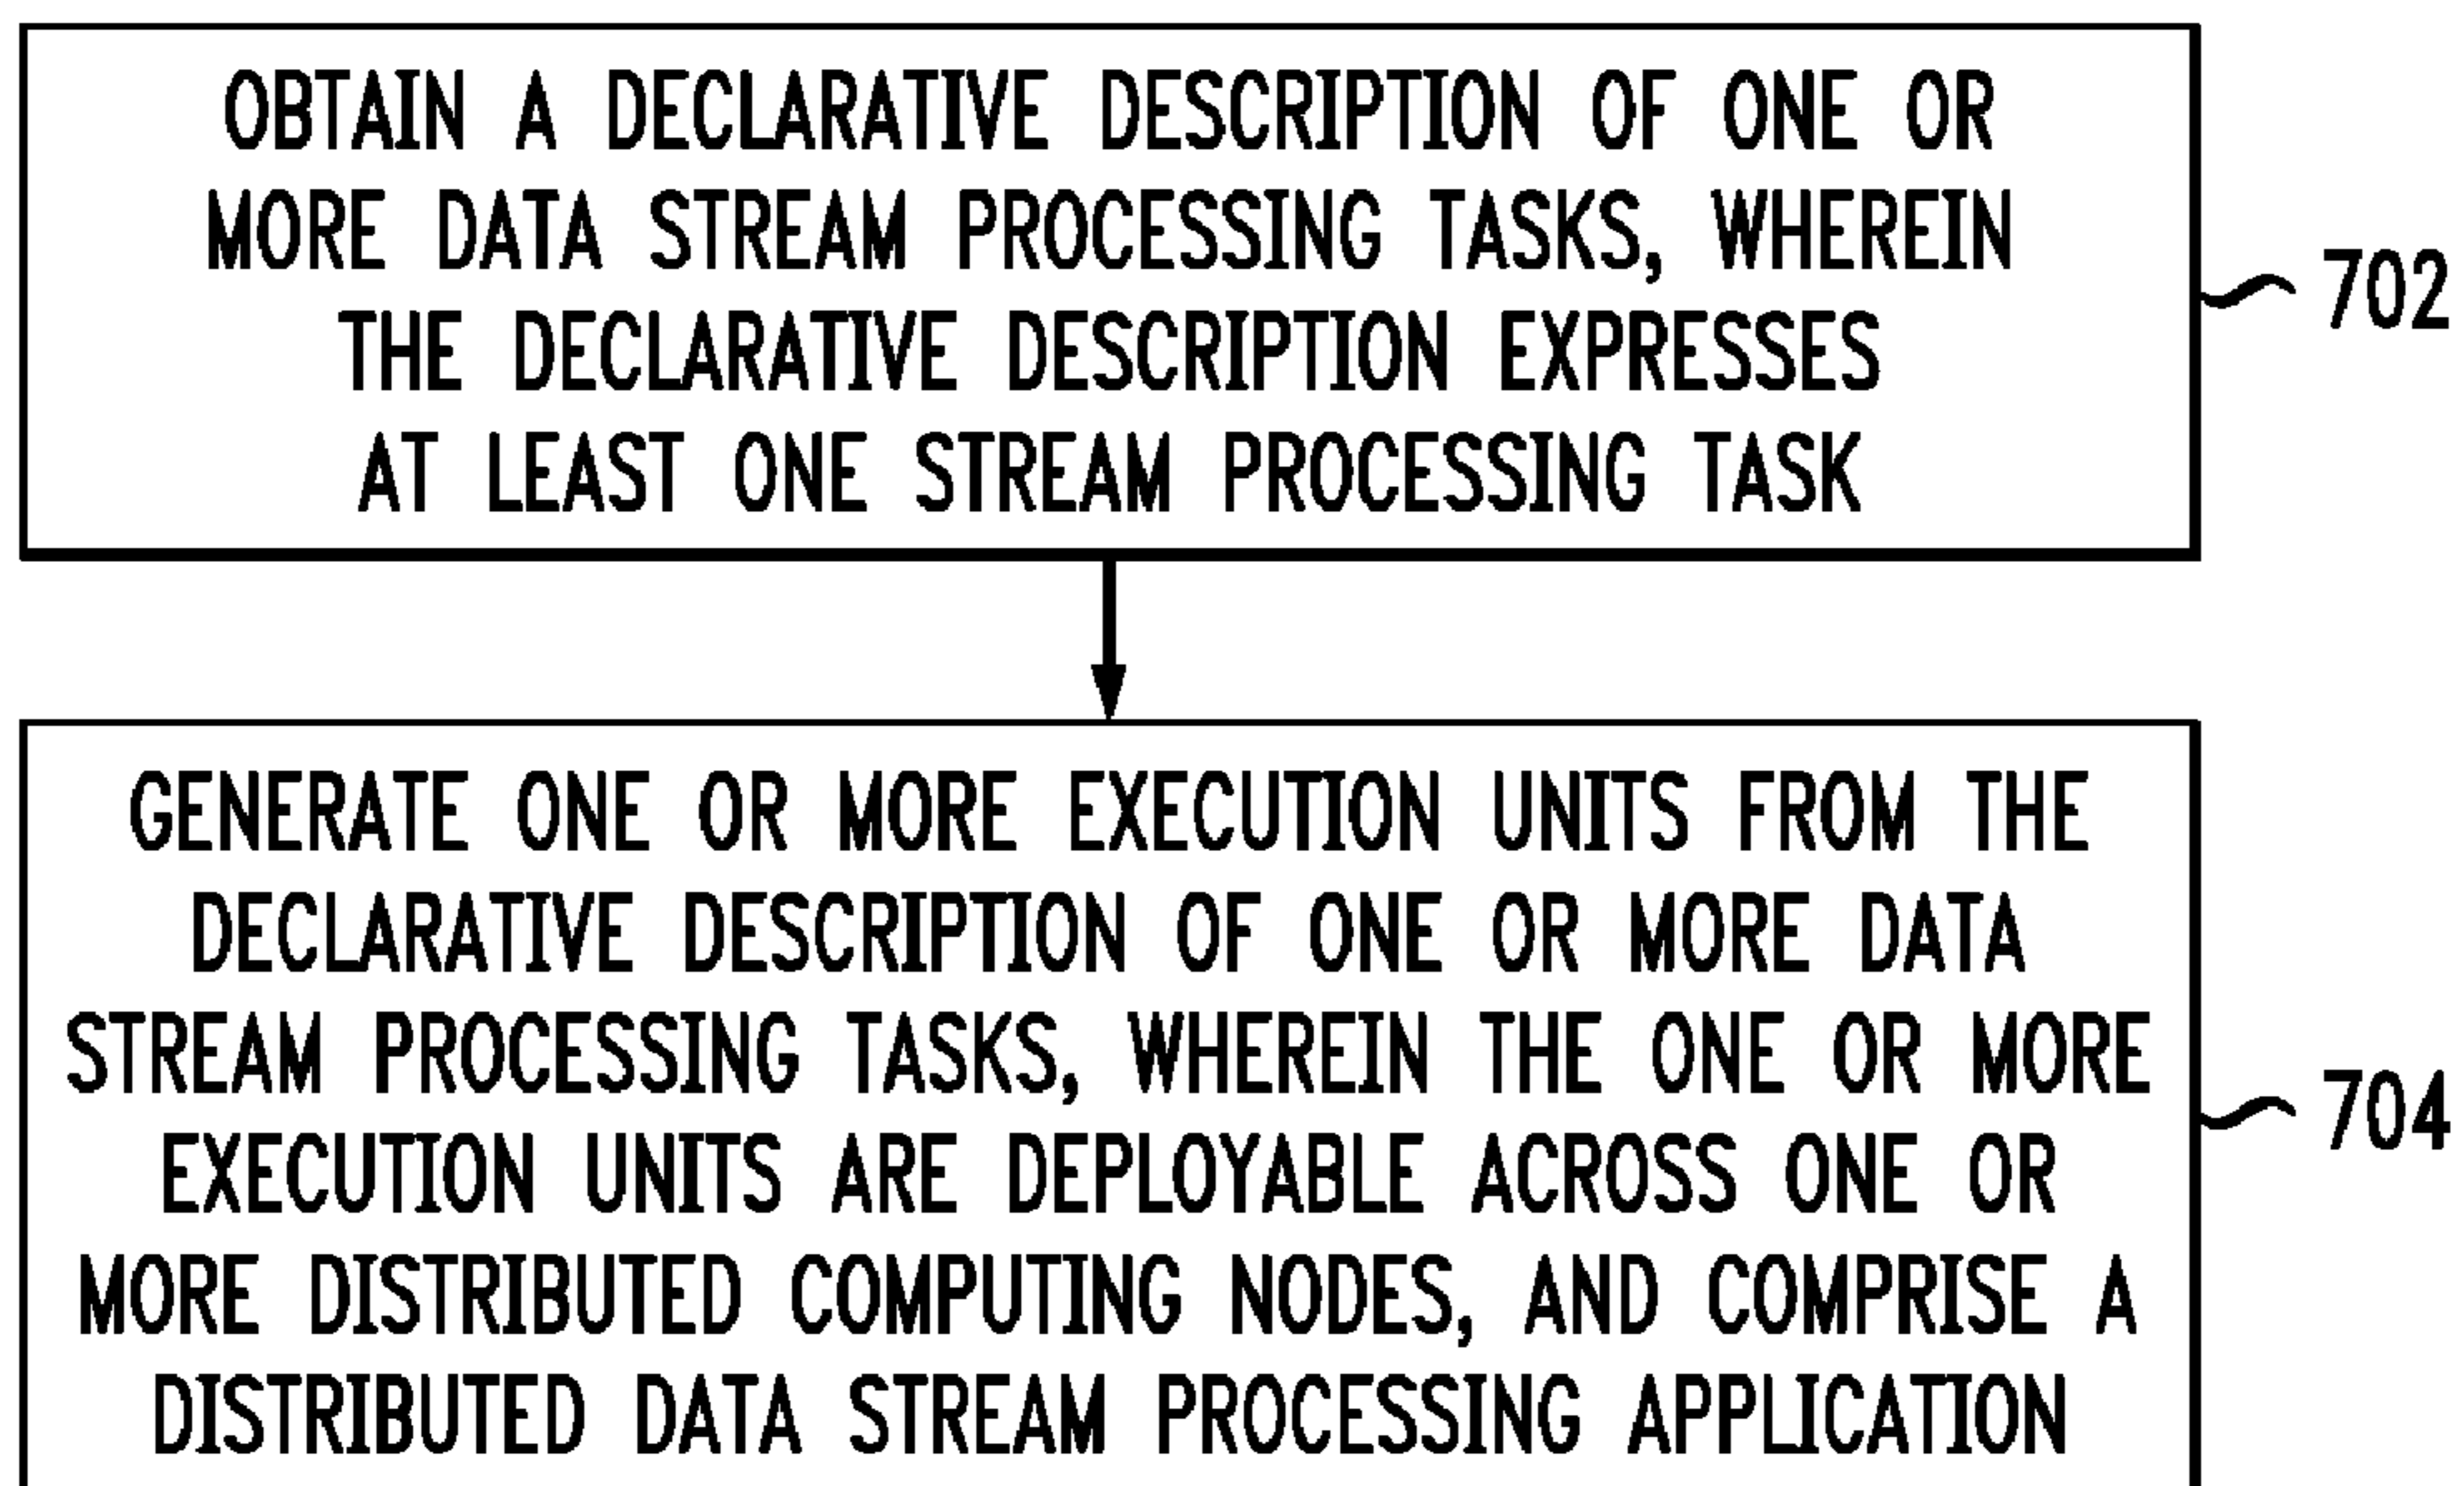 OBTAIN A DECLARATIVE DESCRIPTION OF ONE OR
MORE DATA STREAM PROCESSING TASKS, WHEREIN
THE DECLARATIVE DESCRIPTION EXPRESSES
AT LEAST ONE STREAM PROCESSING TASK
702
GENERATE ONE OR MORE EXECUTION UNITS FROM THE
DECLARATIVE DESCRIPTION OF ONE OR MORE DATA
STREAM PROCESSING TASKS, WHEREIN THE ONE OR MORE
EXECUTION UNITS ARE DEPLOYABLE ACROSS ONE OR
MORE DISTRIBUTED COMPUTING NODES, AND COMPRISE A
DISTRIBUTED DATA STREAM PROCESSING APPLICATION
704